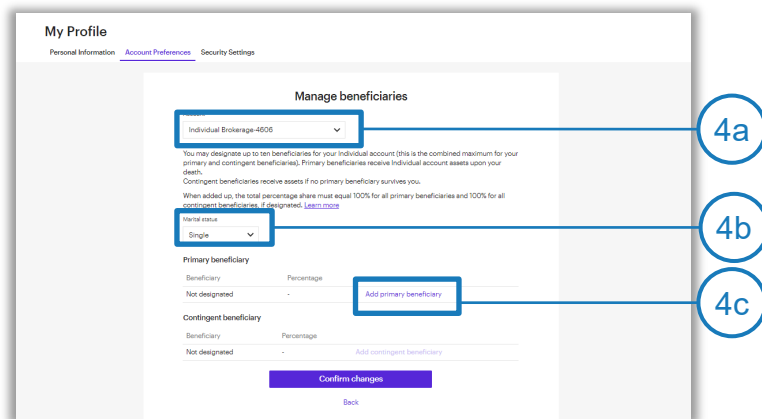 My Profile
Personal Information Account Preferences Security Settings
Manage beneficiaries
Individual Brokerage-4606
4a
You may designate up to ten beneficiaries for your Individual account (this is the combined maximum for your
primary and contingent beneficiaries). Primary beneficiaries receive Individual account assets upon your
death.
Contingent beneficiaries receive assets if no primary beneficiary survives you.
When added up, the total percentage share must equal 100% for all primary beneficiaries and 100% for all
contingent beneficiaries, if designated. Learn more
Marital status
Single
4b
Primary beneficiary
Beneficiary Percentage
Not designated - Add primary beneficiary
4c
Contingent beneficiary
Beneficiary Percentage
Not designated - Add contingent beneficiary
Confirm changes
Back